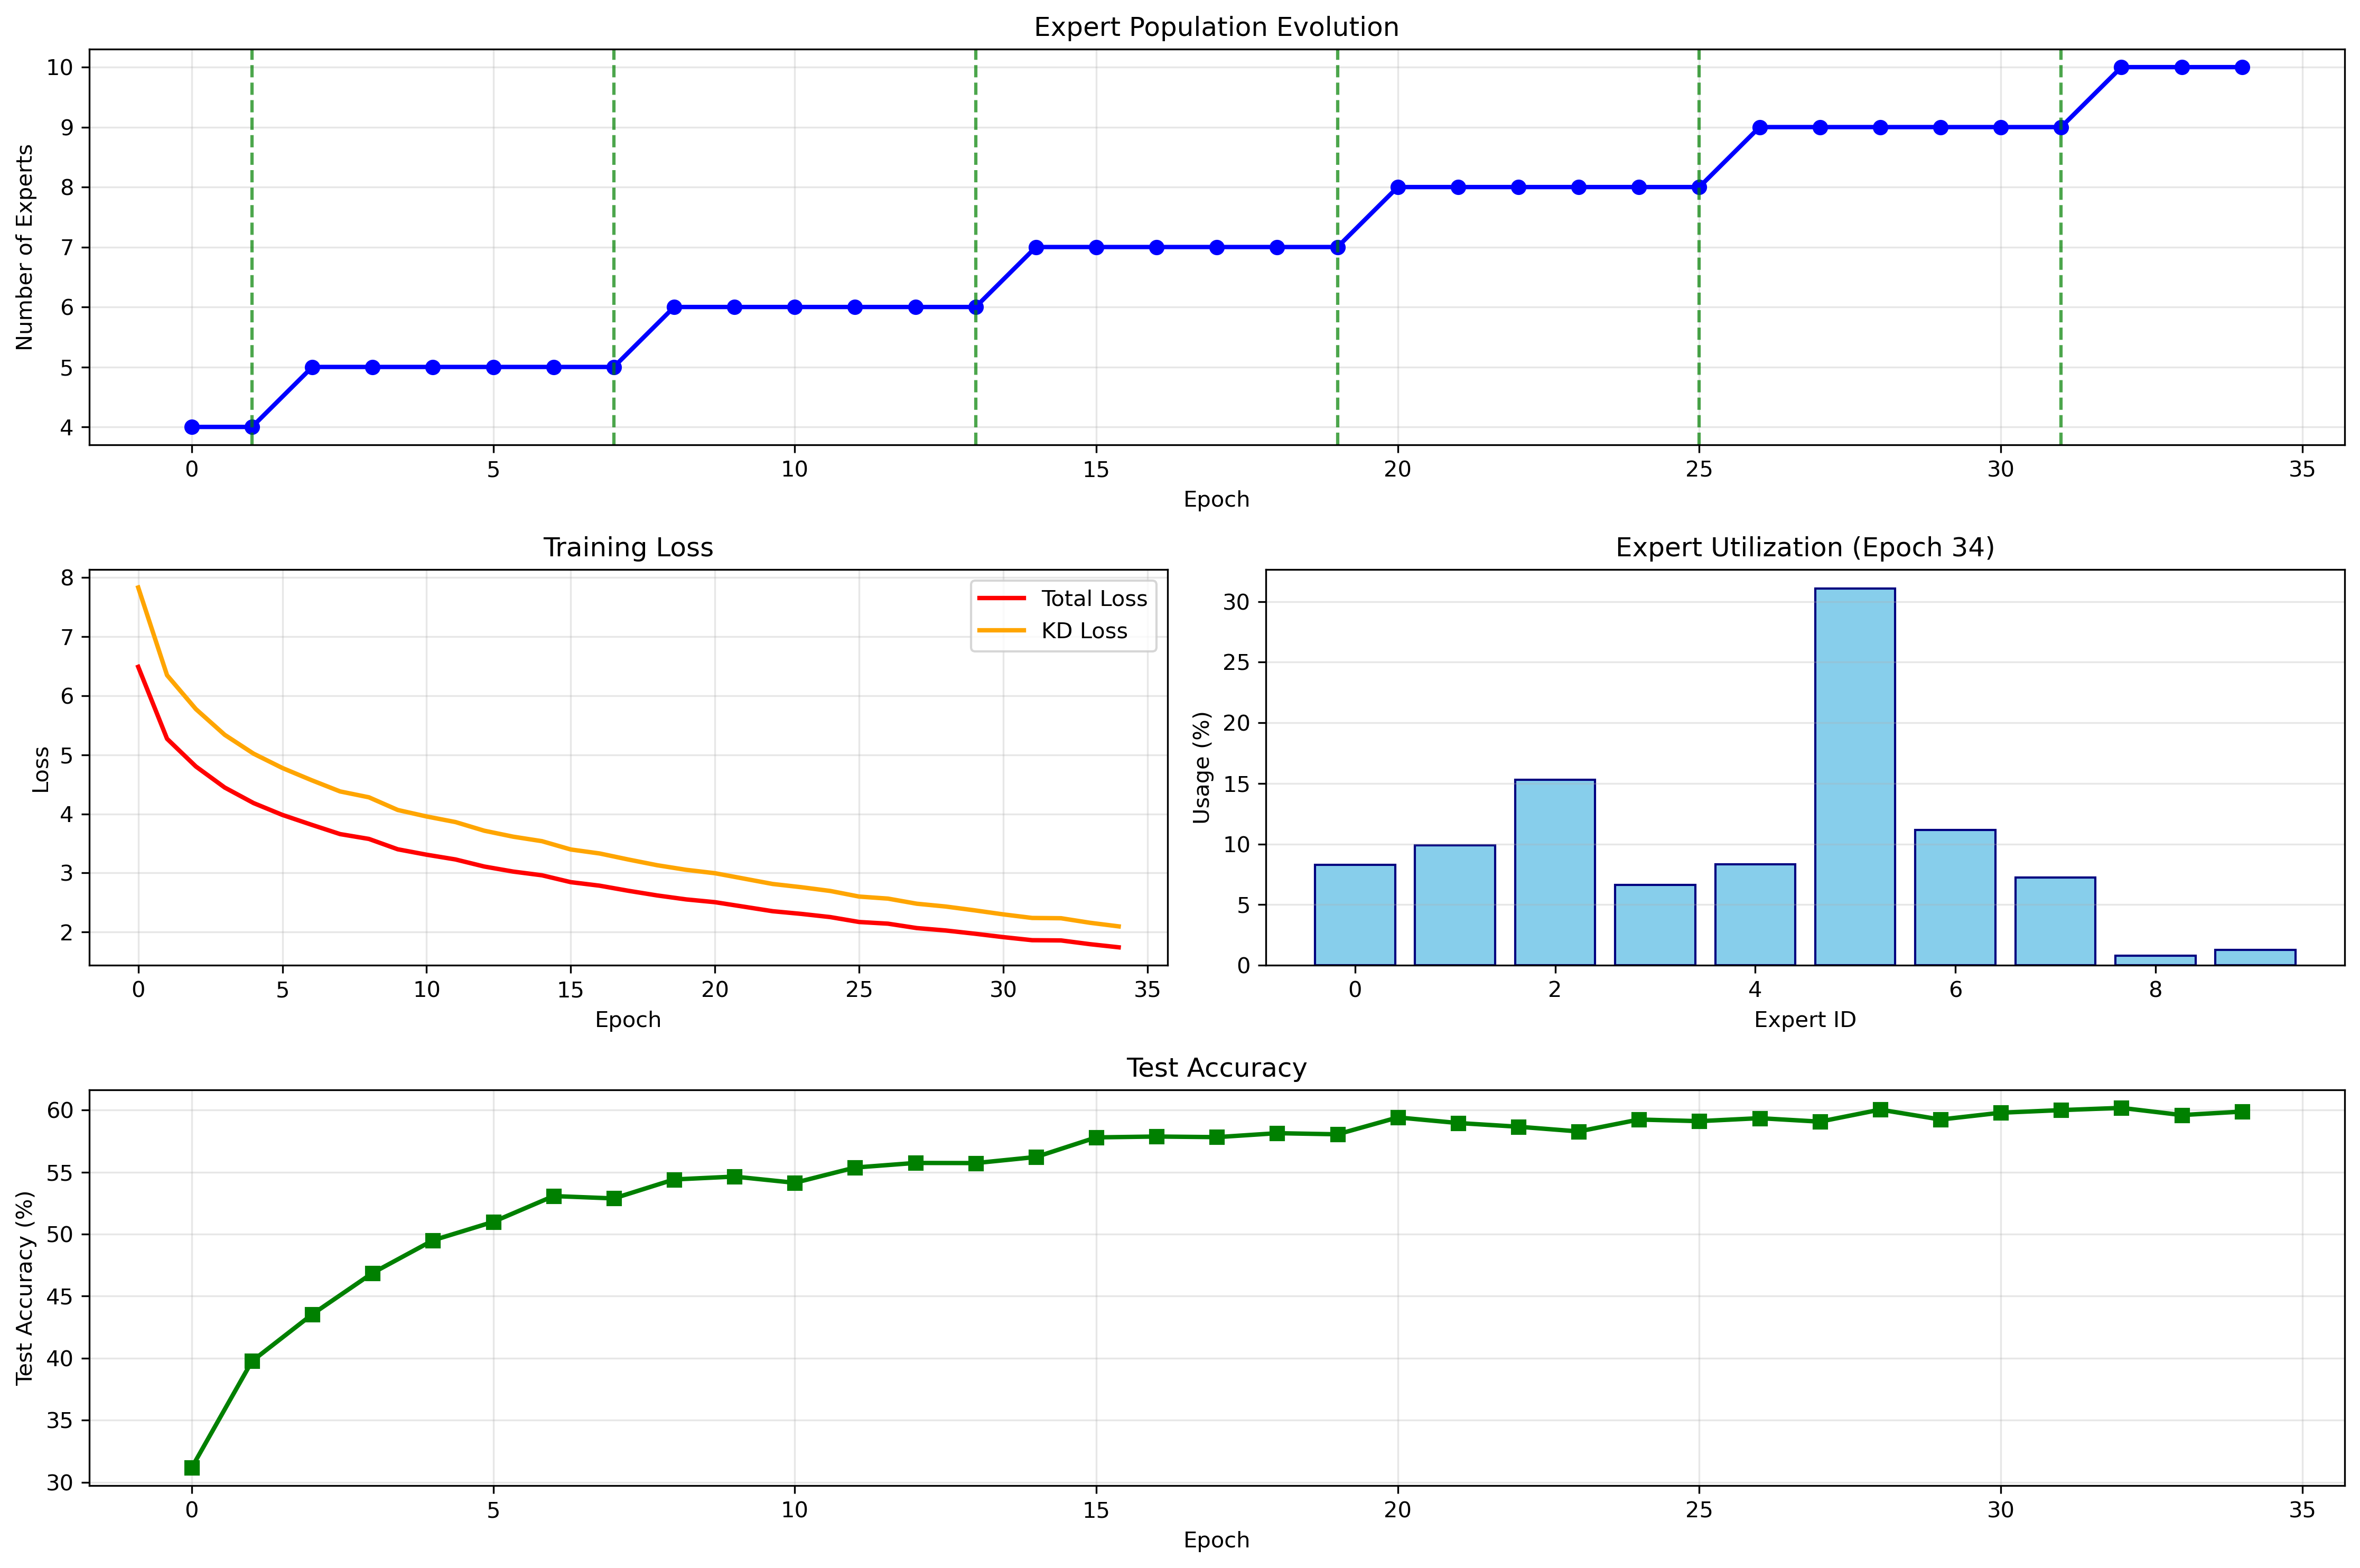 Expert Population Evolution
Number of Experts
10
9
8
7
6
5
4
0 5 10 15 20 25 30 35
Epoch
Training Loss
Loss
8
7
6
5
4
3
2
Total Loss
KD Loss
0 5 10 15 20 25 30 35
Epoch
Expert Utilization (Epoch 34)
Usage (%)
30
25
20
15
10
5
0
0 2 4 6 8
Expert ID
Test Accuracy
Test Accuracy (%)
60
55
50
45
40
35
30
0 5 10 15 20 25 30 35
Epoch